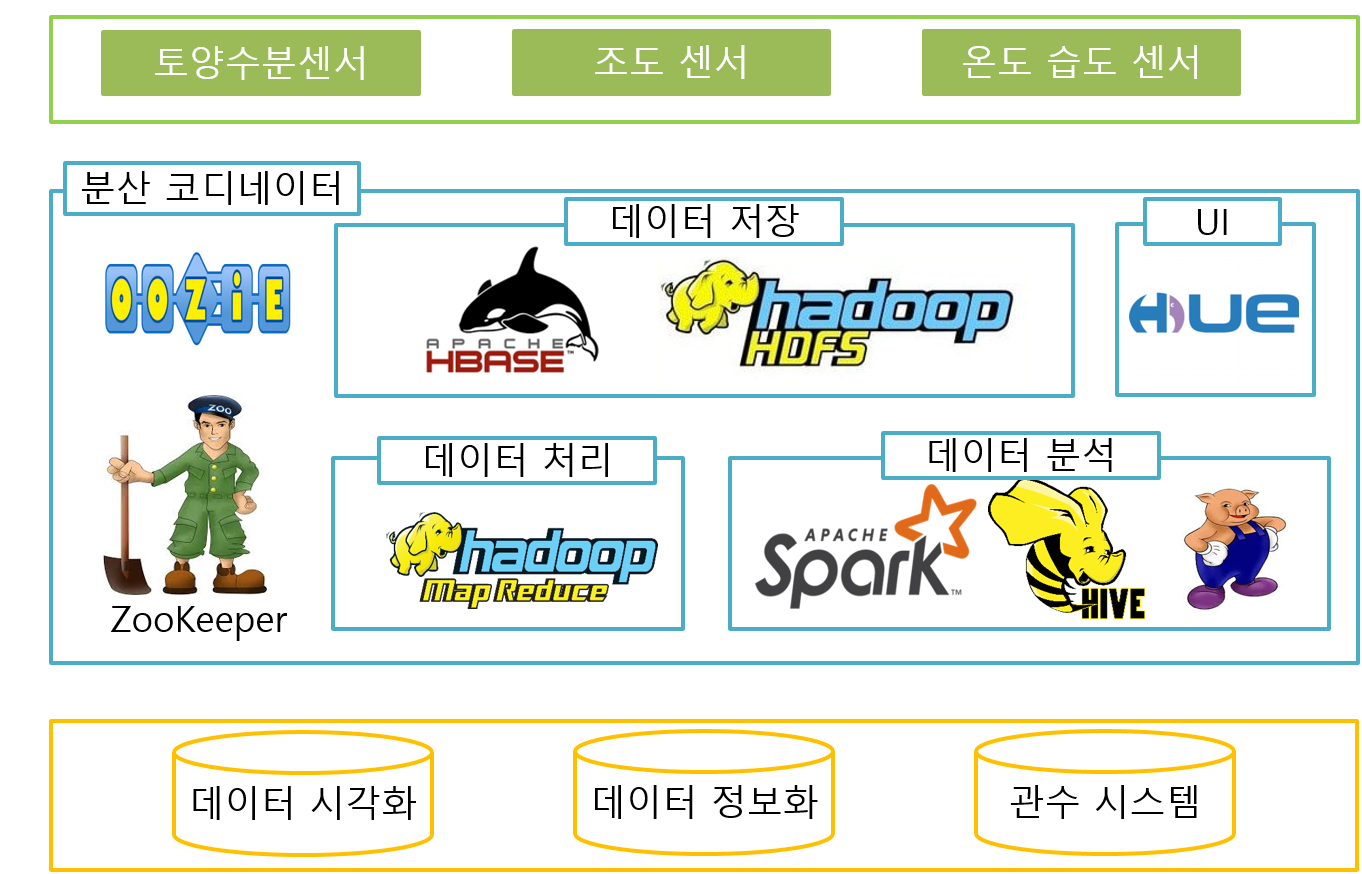 토양수분센서
조도 센서
온도 습도 센서
분산 코디네이터
데이터 저장
UI
OOZiE
APACHE
HBASE™
hadoop
HDFS
HUE
ZOO
ZooKeeper
데이터 처리
hadoop
Map Reduce
데이터 분석
APACHE
Spark™
HIVE
데이터 시각화
데이터 정보화
관수 시스템